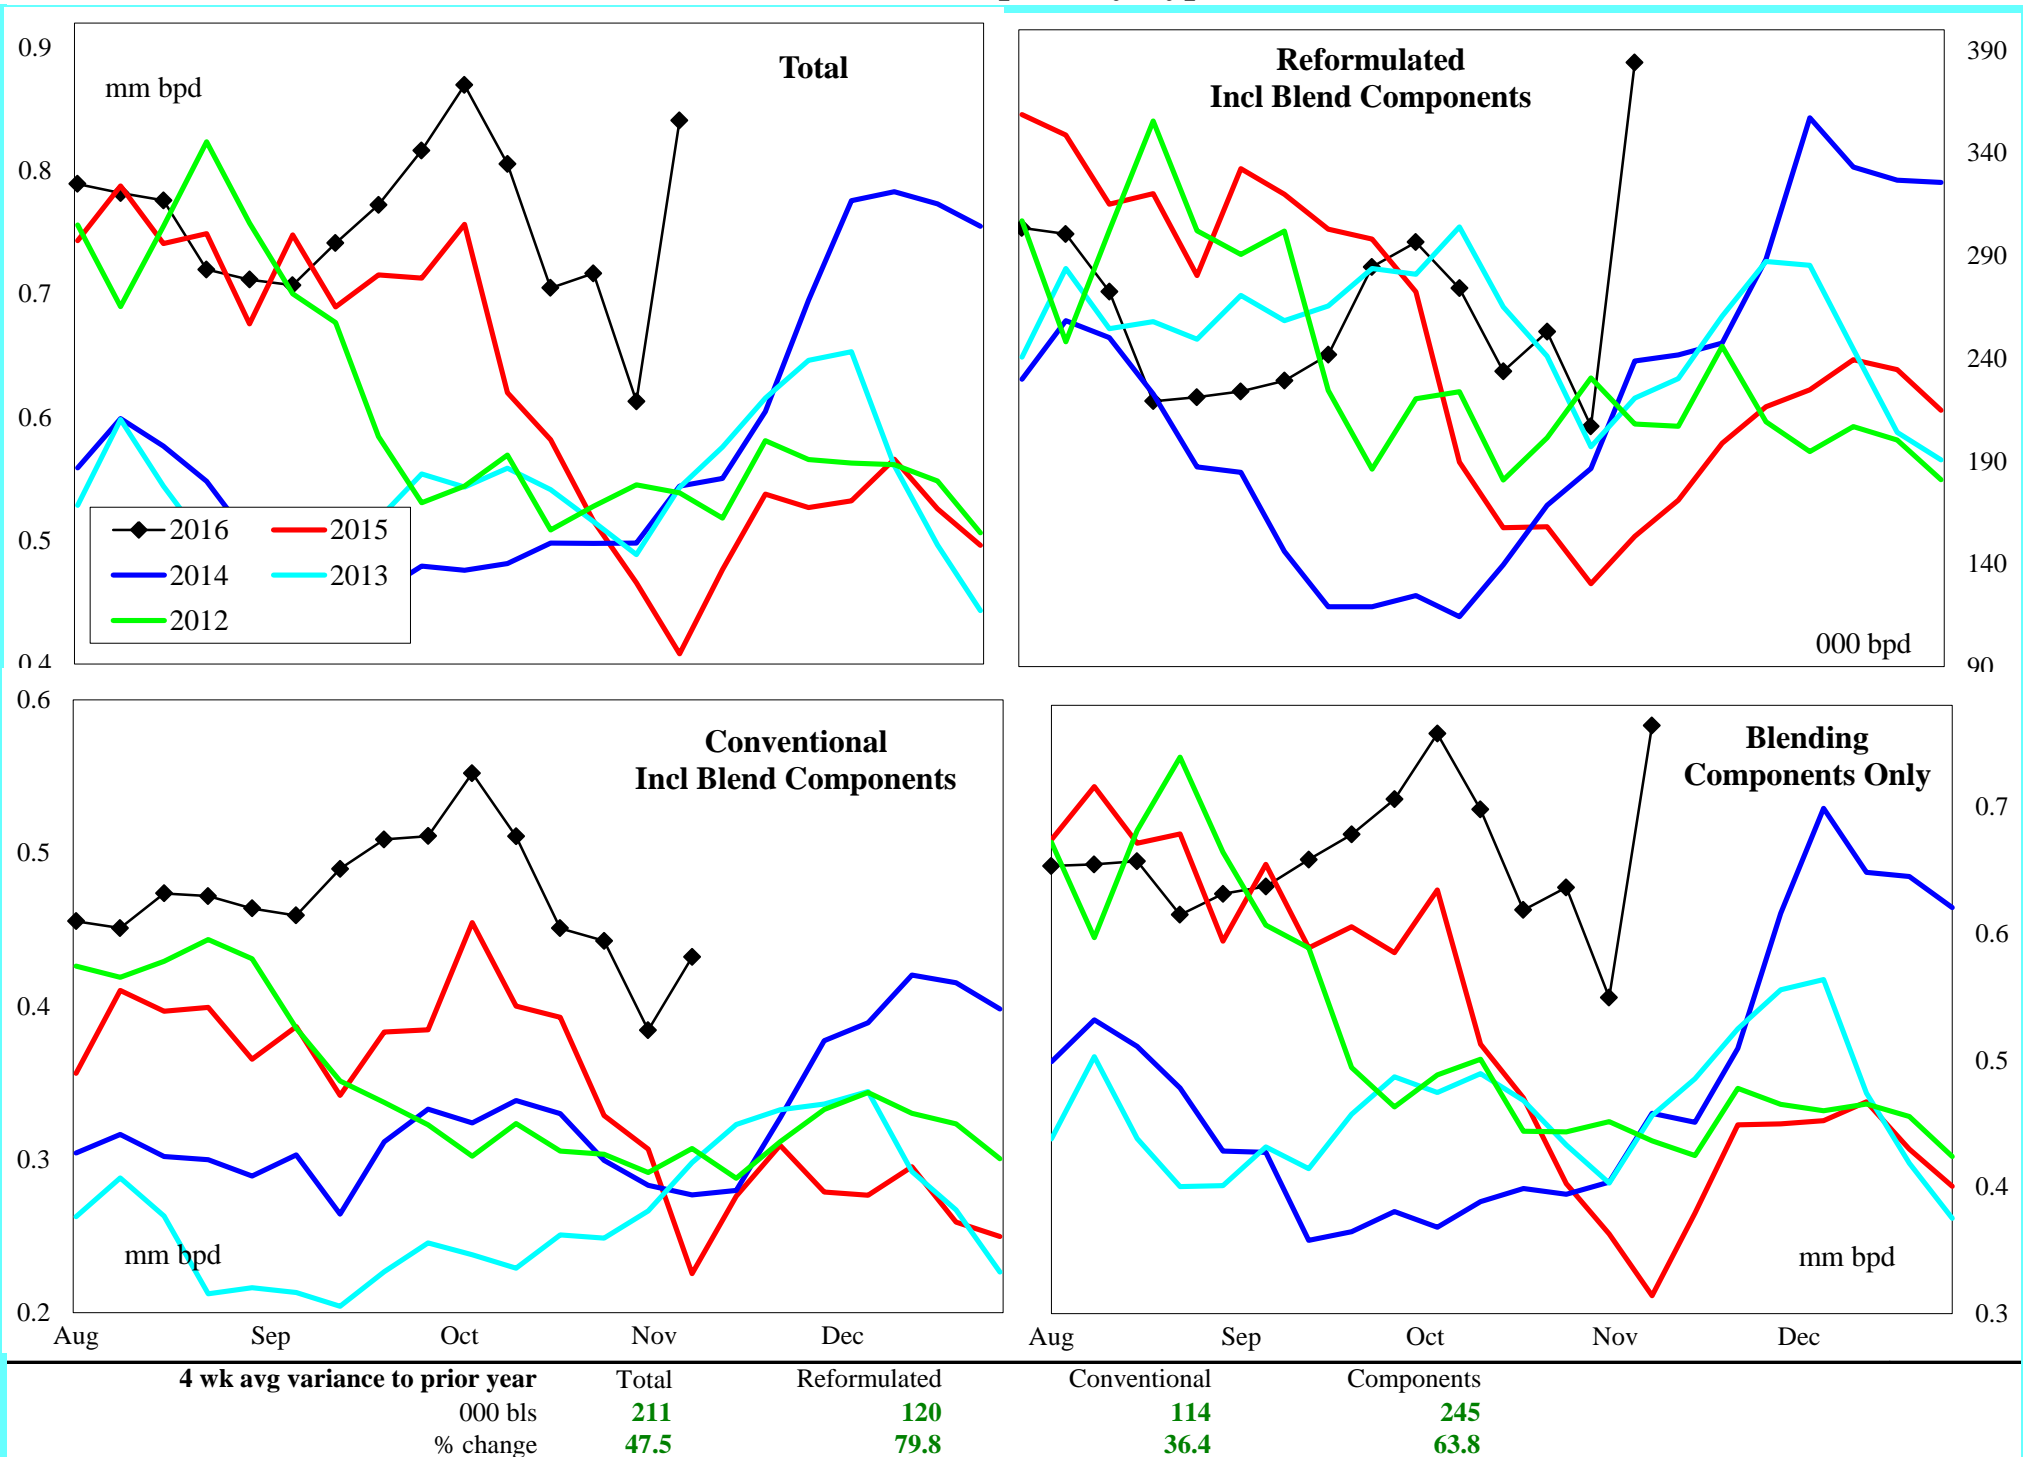 0.9
0.8
0.7
0.6
0.5
0.4
mm bpd
Total
2016 2015
2014 2013
2012
Reformulated
Incl Blend Components
390
340
290
240
190
140
90
000 bpd
0.6
0.5
0.4
0.3
0.2
Conventional
Incl Blend Components
mm bpd
Aug Sep Oct Nov Dec
Blending
Components Only
0.7
0.6
0.5
0.4
0.3
mm bpd
Aug Sep Oct Nov Dec
4 wk avg variance to prior year Total Reformulated Conventional Components
000 bls 211 120 114 245
% change 47.5 79.8 36.4 63.8